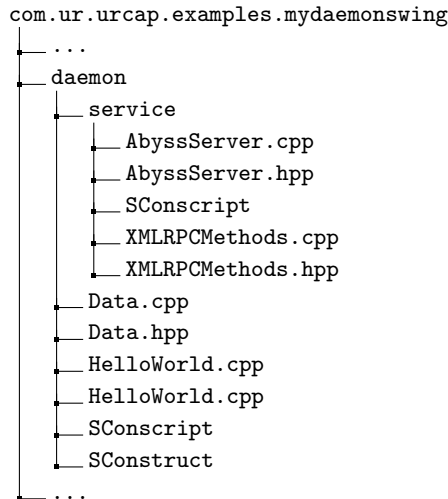 com.ur.urcap.examples.mydaemonswing
...
daemon
service
AbyssServer.cpp
AbyssServer.hpp
SConscript
XMLRPCMethods.cpp
XMLRPCMethods.hpp
Data.cpp
Data.hpp
HelloWorld.cpp
HelloWorld.cpp
SConscript
SConstruct
...